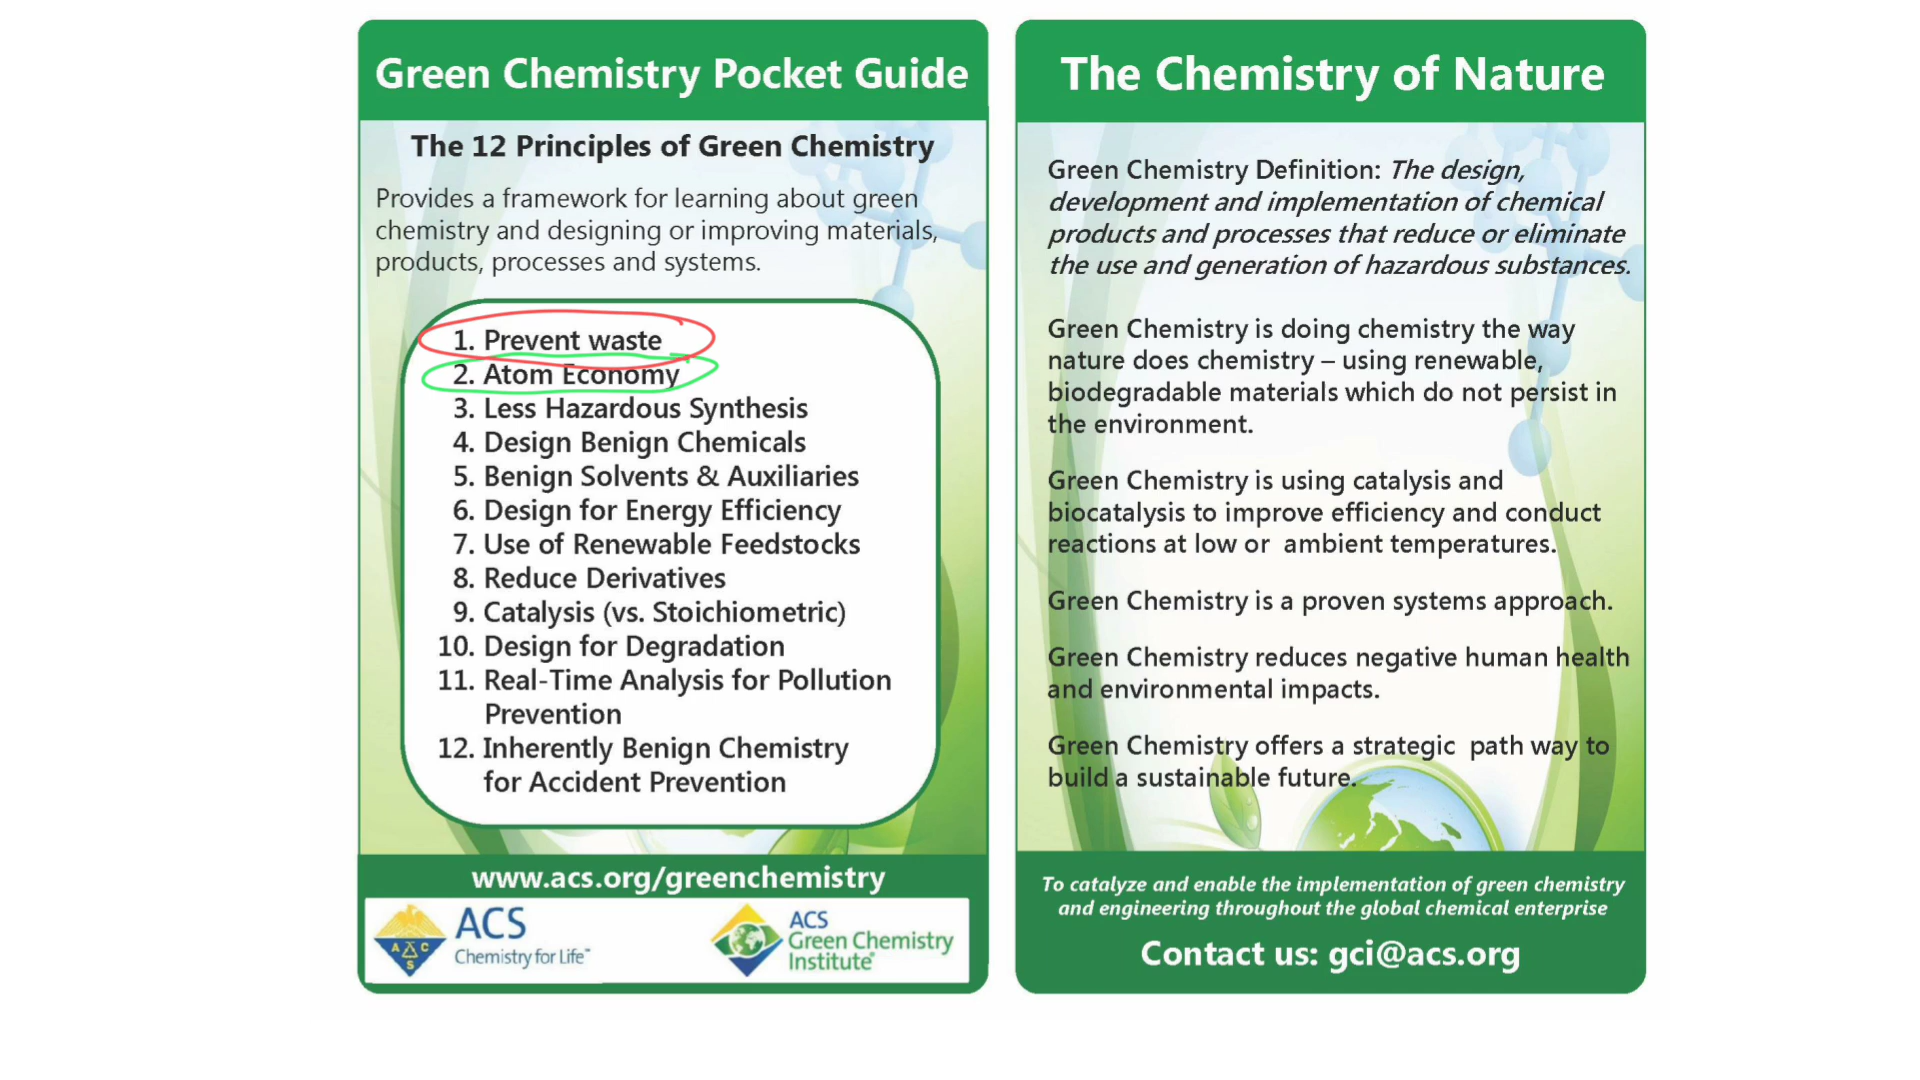 Green Chemistry Pocket Guide
The 12 Principles of Green Chemistry
Provides a framework for learning about green
chemistry and designing or improving materials,
products, processes and systems.
1. Prevent waste
2. Atom Economy
3. Less Hazardous Synthesis
4. Design Benign Chemicals
5. Benign Solvents & Auxiliaries
6. Design for Energy Efficiency
7. Use of Renewable Feedstocks
8. Reduce Derivatives
9. Catalysis (vs. Stoichiometric)
10. Design for Degradation
11. Real-Time Analysis for Pollution
Prevention
12. Inherently Benign Chemistry
for Accident Prevention
www.acs.org/greenchemistry
A C S
ACS
Chemistry for Life™
ACS
Green Chemistry
Institute®
The Chemistry of Nature
Green Chemistry Definition: The design,
development and implementation of chemical
products and processes that reduce or eliminate
the use and generation of hazardous substances.
Green Chemistry is doing chemistry the way
nature does chemistry – using renewable,
biodegradable materials which do not persist in
the environment.
Green Chemistry is using catalysis and
biocatalysis to improve efficiency and conduct
reactions at low or ambient temperatures.
Green Chemistry is a proven systems approach.
Green Chemistry reduces negative human health
and environmental impacts.
Green Chemistry offers a strategic path way to
build a sustainable future.
To catalyze and enable the implementation of green chemistry
and engineering throughout the global chemical enterprise
Contact us: gci@acs.org